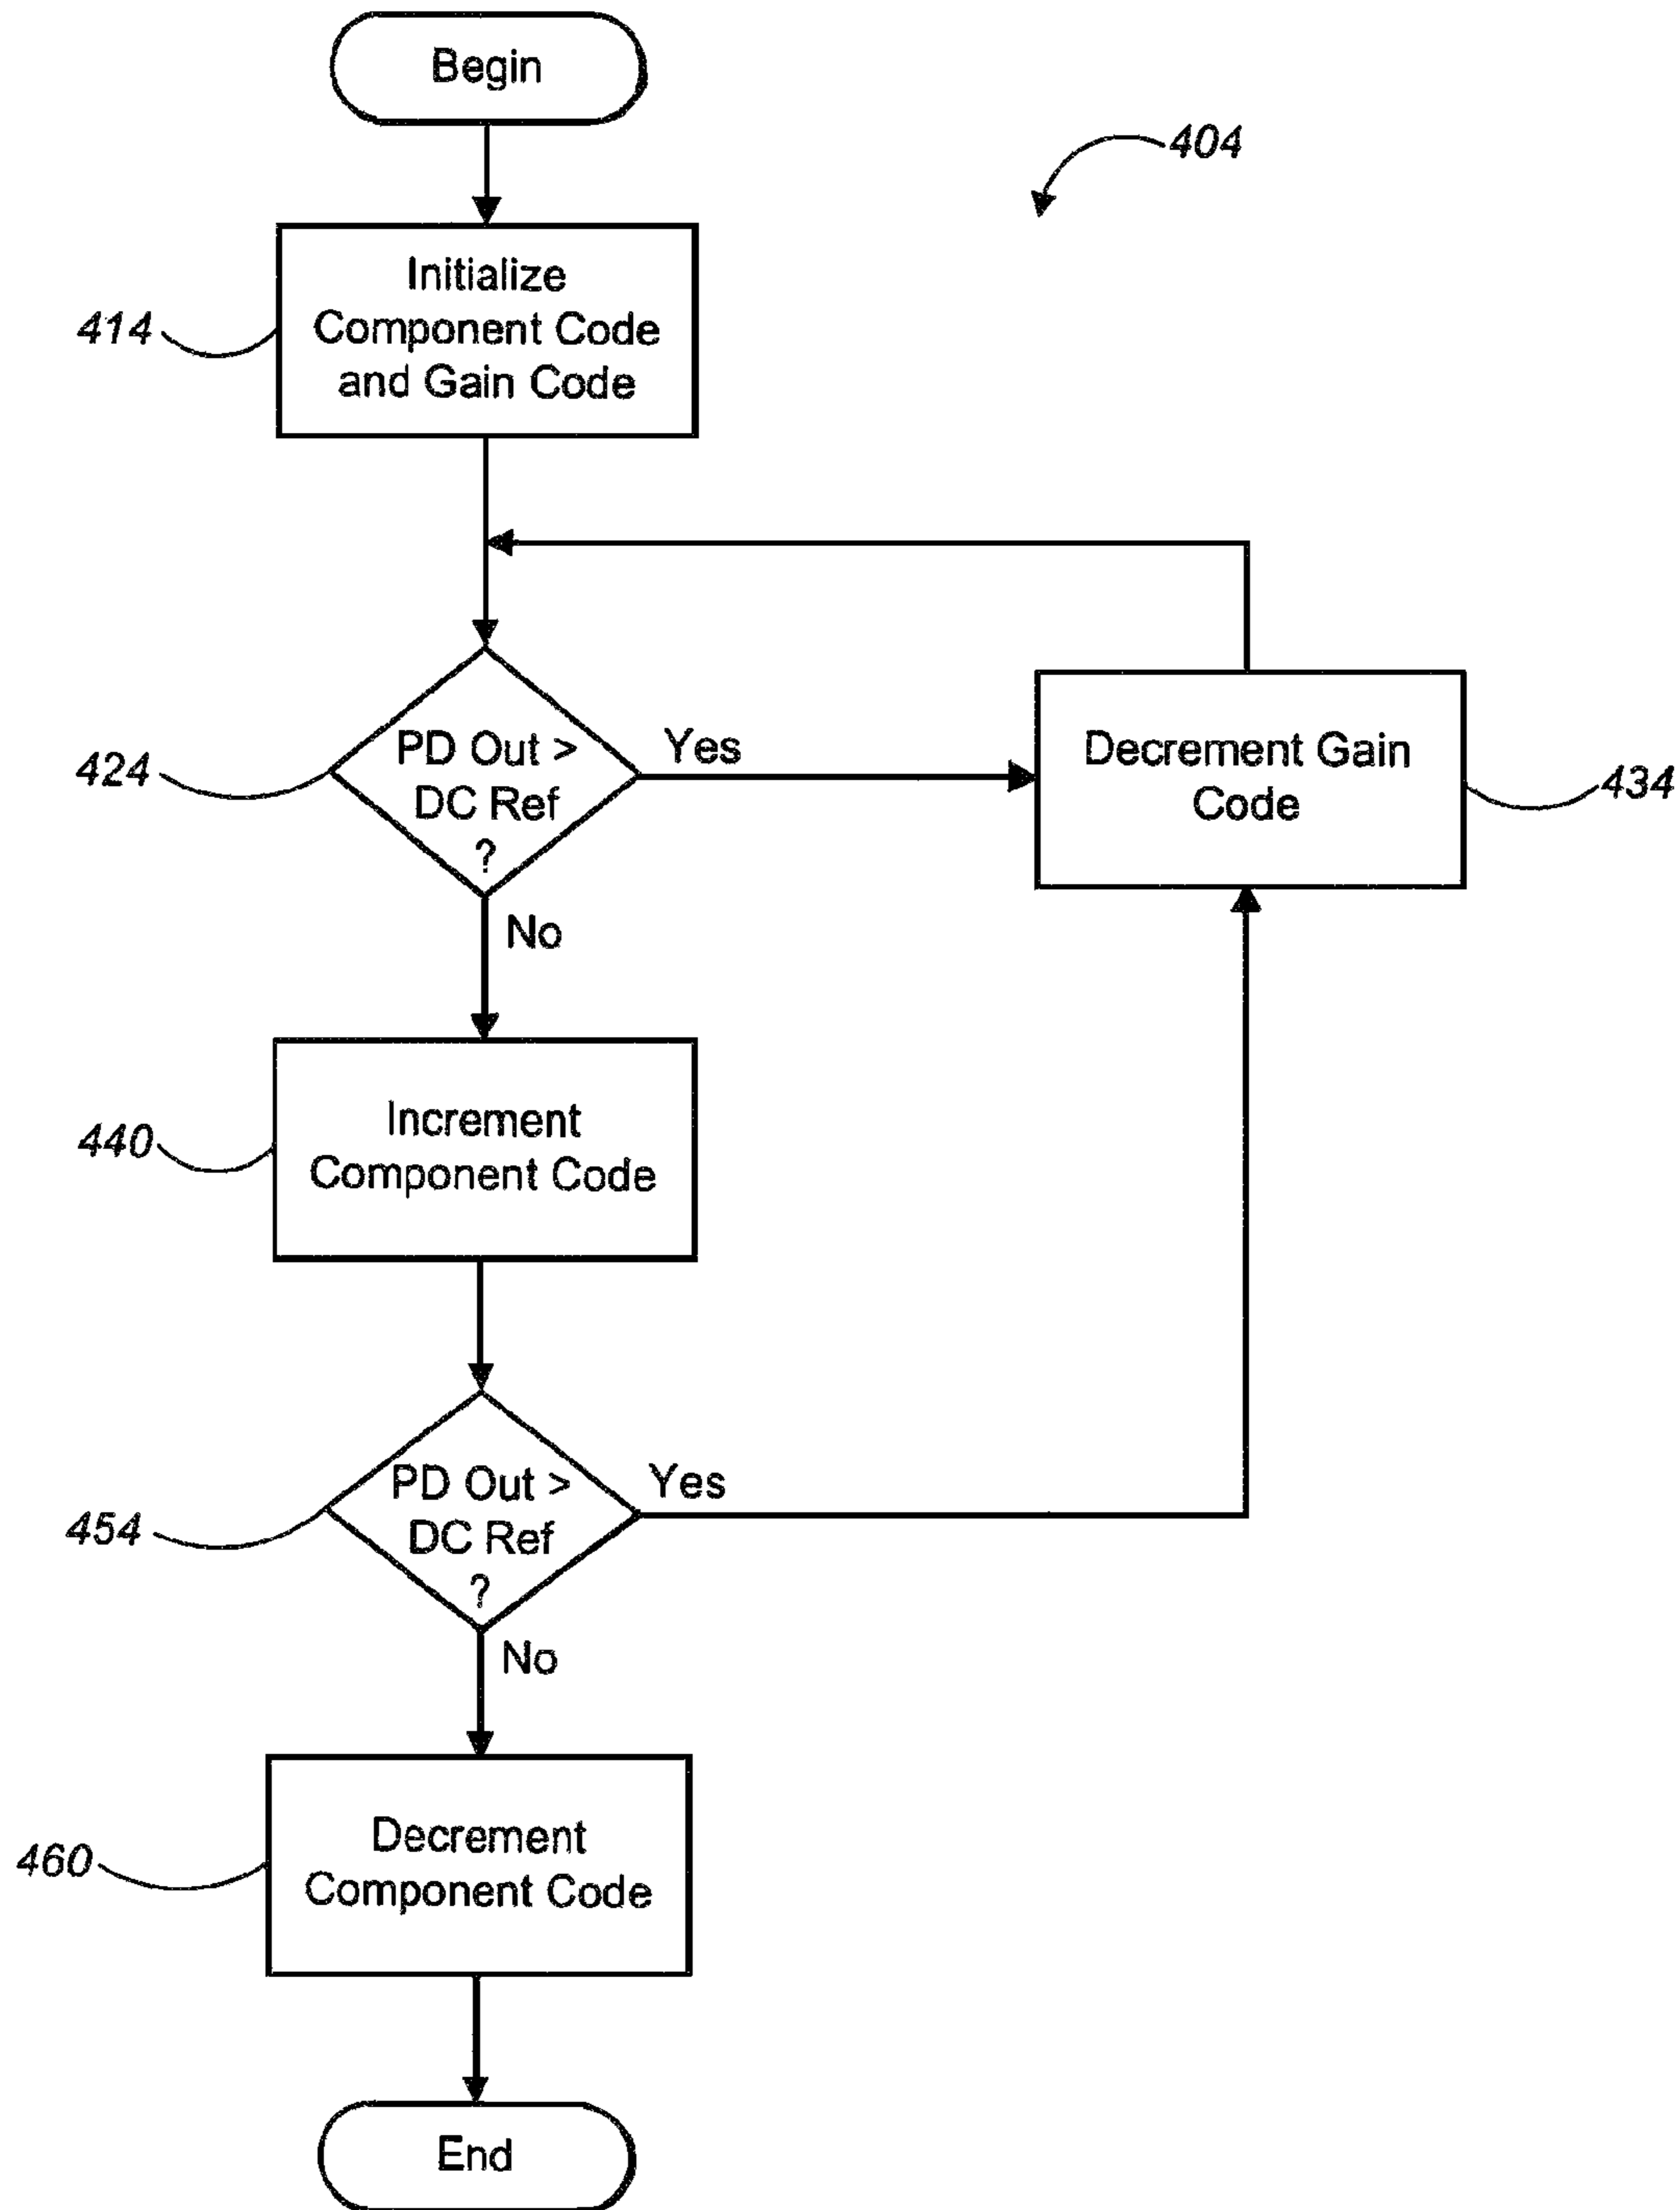 Begin
404
Initialize
Component Code
and Gain Code
414
PD Out >
DC Ref
?
Yes
No
424
Decrement Gain
Code
434
Increment
Component Code
440
PD Out >
DC Ref
?
Yes
No
454
Decrement
Component Code
460
End